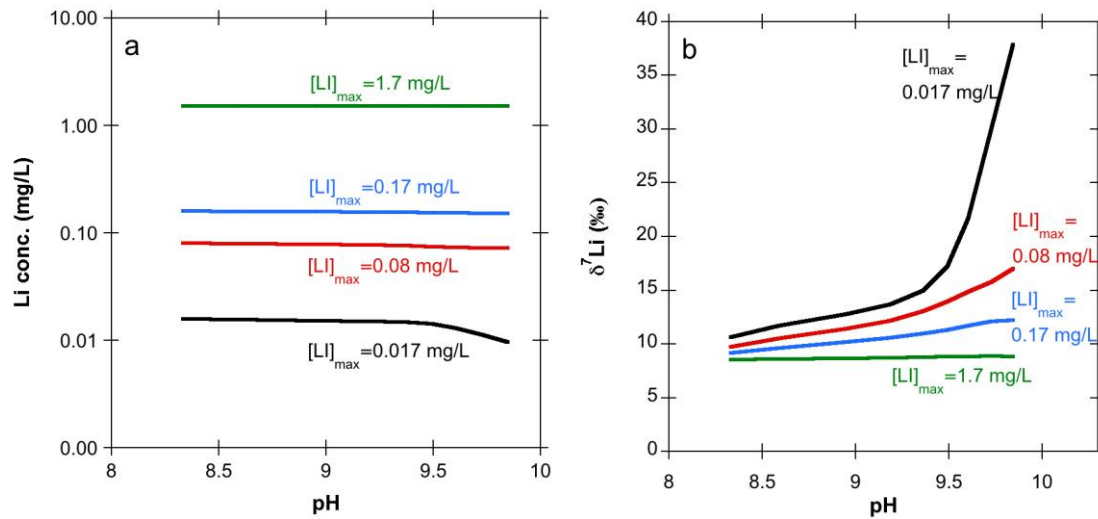 a
10.00
1.00
0.10
0.01
0.00
Li conc. (mg/L)
[LI]max=1.7 mg/L
[LI]max=0.17 mg/L
[LI]max=0.08 mg/L
[LI]max=0.017 mg/L
8 8.5 9 9.5 10
pH
b
40
35
30
25
20
15
10
5
0
δ7Li (‰)
[LI]max=
0.017 mg/L
[LI]max=
0.08 mg/L
[LI]max=
0.17 mg/L
[LI]max=1.7 mg/L
8 8.5 9 9.5 10
pH